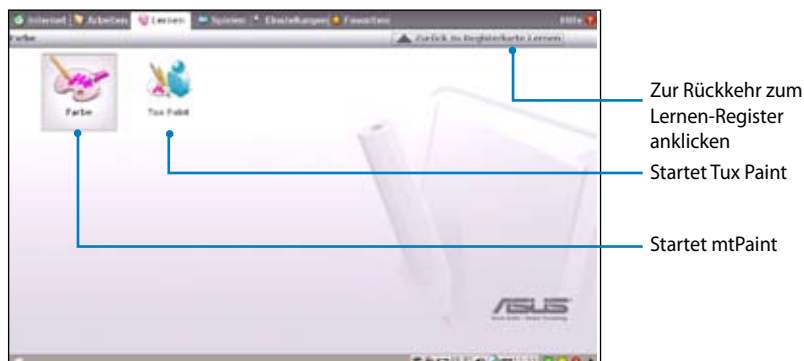 Internet Arbeiten Lernen Spielen Einstellungen Favoriten Hilfe
Farbe Zurück zu Registerkarte Lernen
Farbe Tux Paint
Zur Rückkehr zum
Lernen-Register
anklicken
Startet Tux Paint
Startet mtPaint
ASUS